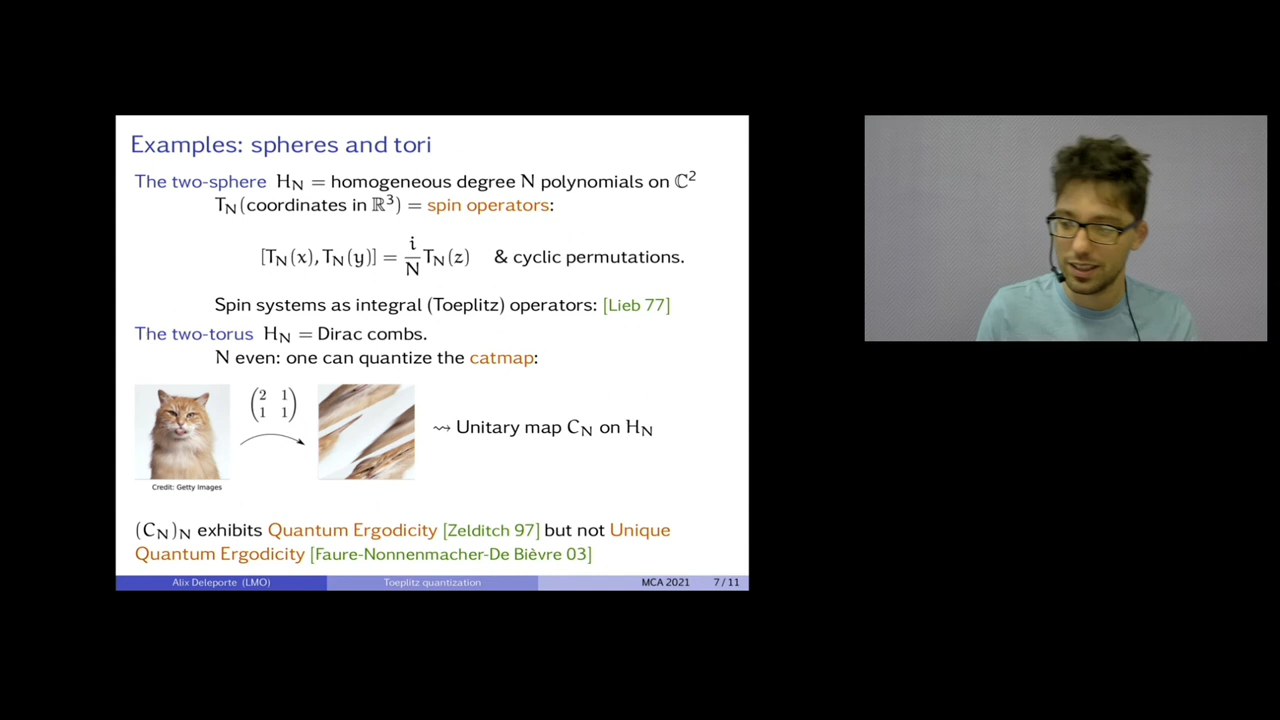 Examples: spheres and tori
The two-sphere H_N = homogeneous degree N polynomials on ℂ²
T_N(coordinates in ℝ³) = spin operators:
[T_N(x), T_N(y)] = i/N T_N(z) & cyclic permutations.
Spin systems as integral (Toeplitz) operators: [Lieb 77]
The two-torus H_N = Dirac combs.
N even: one can quantize the catmap:
(2 1
1 1)
⇝ Unitary map C_N on H_N
Credit: Getty Images
(C_N)_N exhibits Quantum Ergodicity [Zelditch 97] but not Unique
Quantum Ergodicity [Faure-Nonnenmacher-De Bièvre 03]
Alix Deleporte (LMO) Toeplitz quantization MCA 2021 7 / 11